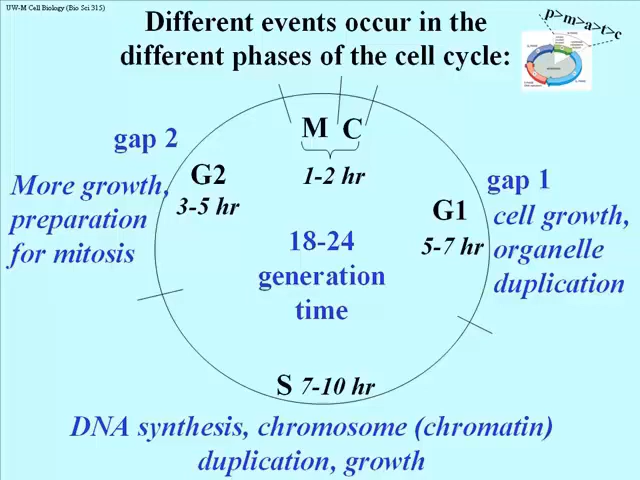 UW-M Cell Biology (Bio Sci 315)
Different events occur in the
different phases of the cell cycle:
p>m>a>t>c
M C
1-2 hr
gap 2
G2
3-5 hr
More growth,
preparation
for mitosis
gap 1
G1
5-7 hr
cell growth,
organelle
duplication
18-24
generation
time
S 7-10 hr
DNA synthesis, chromosome (chromatin)
duplication, growth